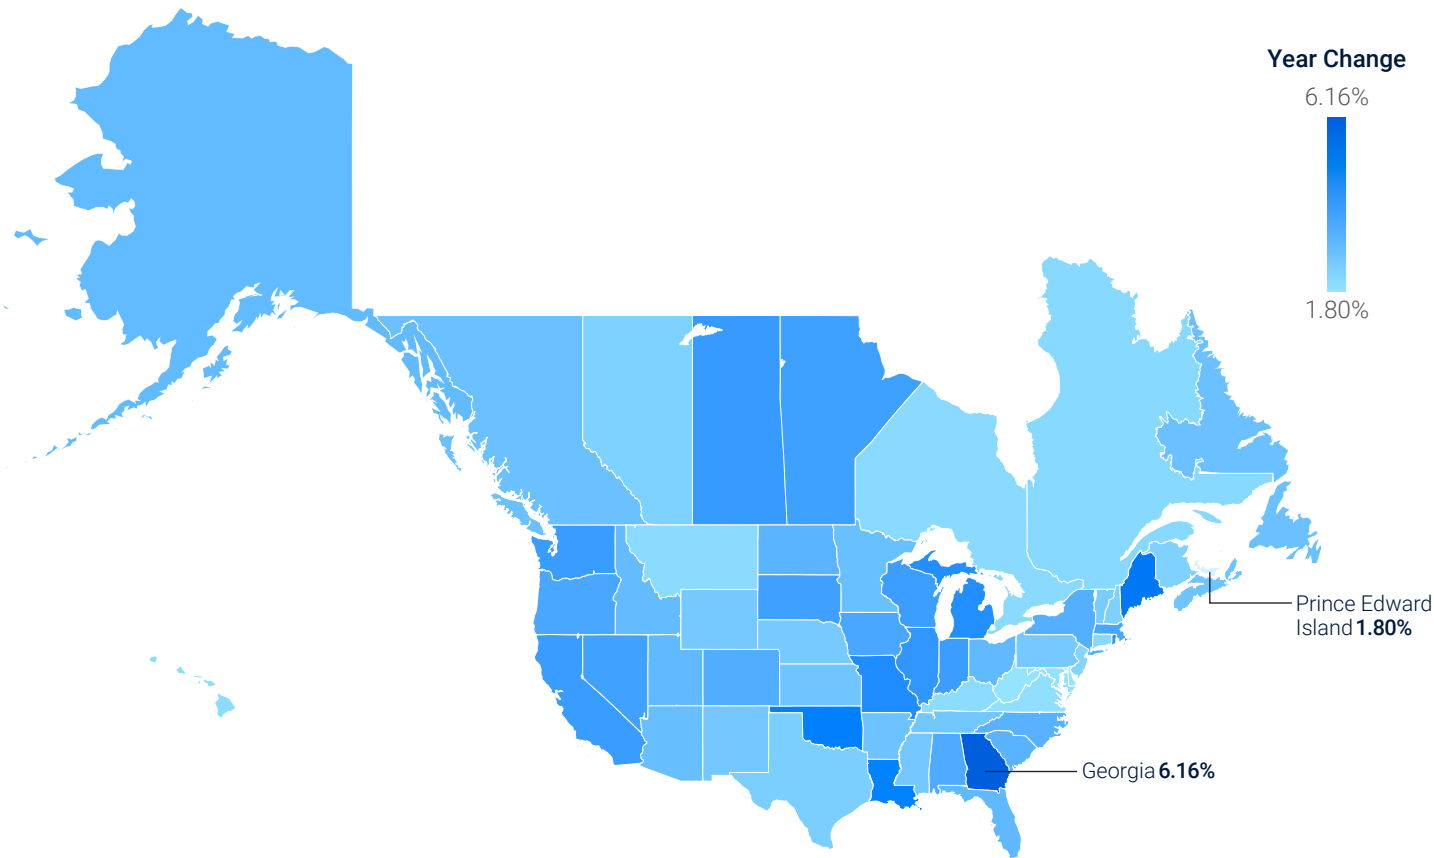 Year Change
6.16%
1.80%
Prince Edward
Island 1.80%
Georgia 6.16%